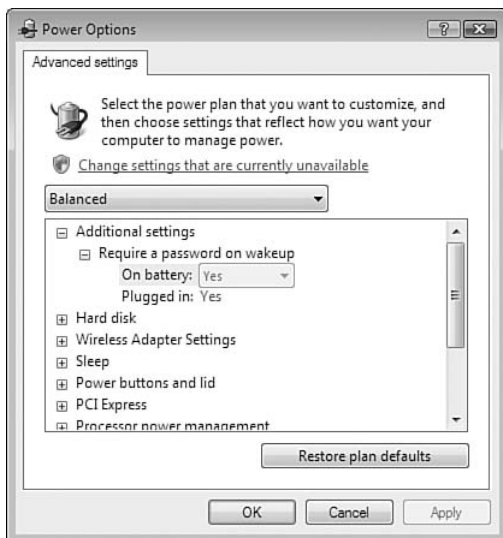 Power Options
Advanced settings
Select the power plan that you want to customize, and
then choose settings that reflect how you want your
computer to manage power.
Change settings that are currently unavailable
Balanced
Additional settings
Require a password on wakeup
On battery: Yes
Plugged in: Yes
Hard disk
Wireless Adapter Settings
Sleep
Power buttons and lid
PCI Express
Processor power management
Restore plan defaults
OK Cancel Apply